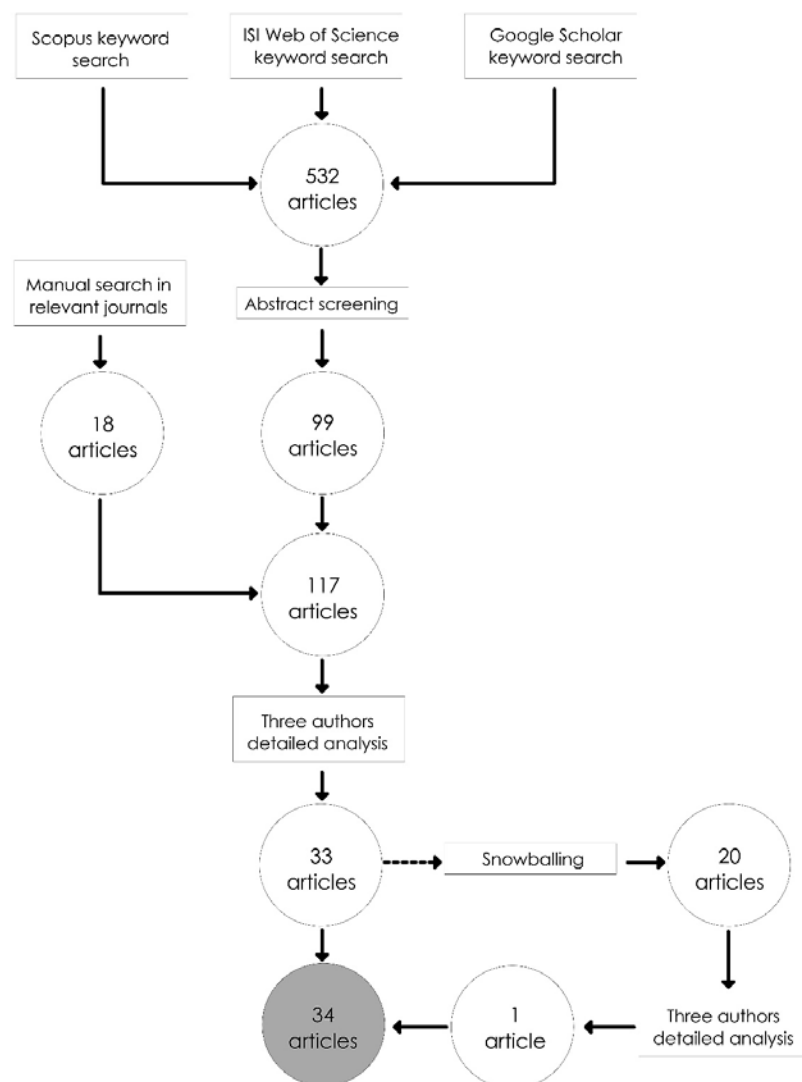 Scopus keyword
search
ISI Web of Science
keyword search
Google Scholar
keyword search
532
articles
Manual search in
relevant journals
Abstract screening
18
articles
99
articles
117
articles
Three authors
detailed analysis
33
articles
Snowballing
20
articles
34
articles
1
article
Three authors
detailed analysis